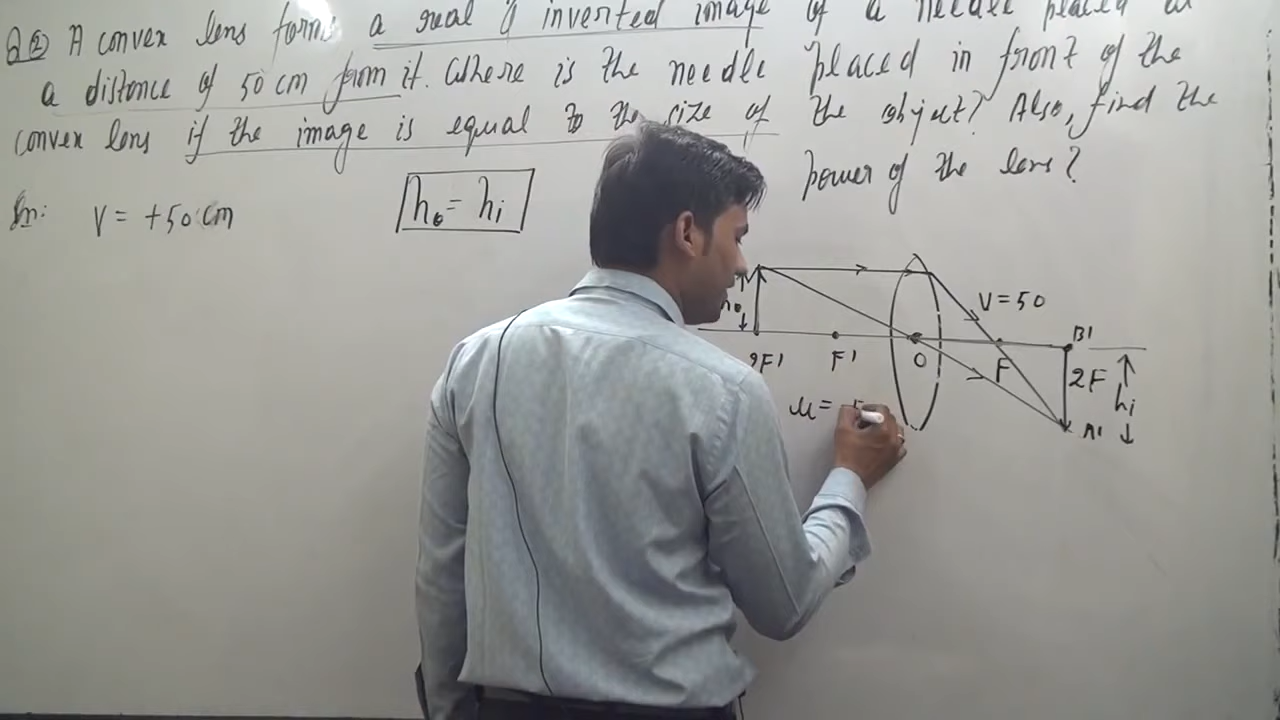 Q② A convex lens forms a real & inverted image of a needle placed at
a distance of 50 cm from it. Where is the needle placed in front of the
convex lens if the image is equal to the size of the object? Also, find the
power of the lens?
Sn: V = +50 cm
h₀ = hi
V = 50
h₀
B'
2F' F' O F 2F
hi
u =
A'